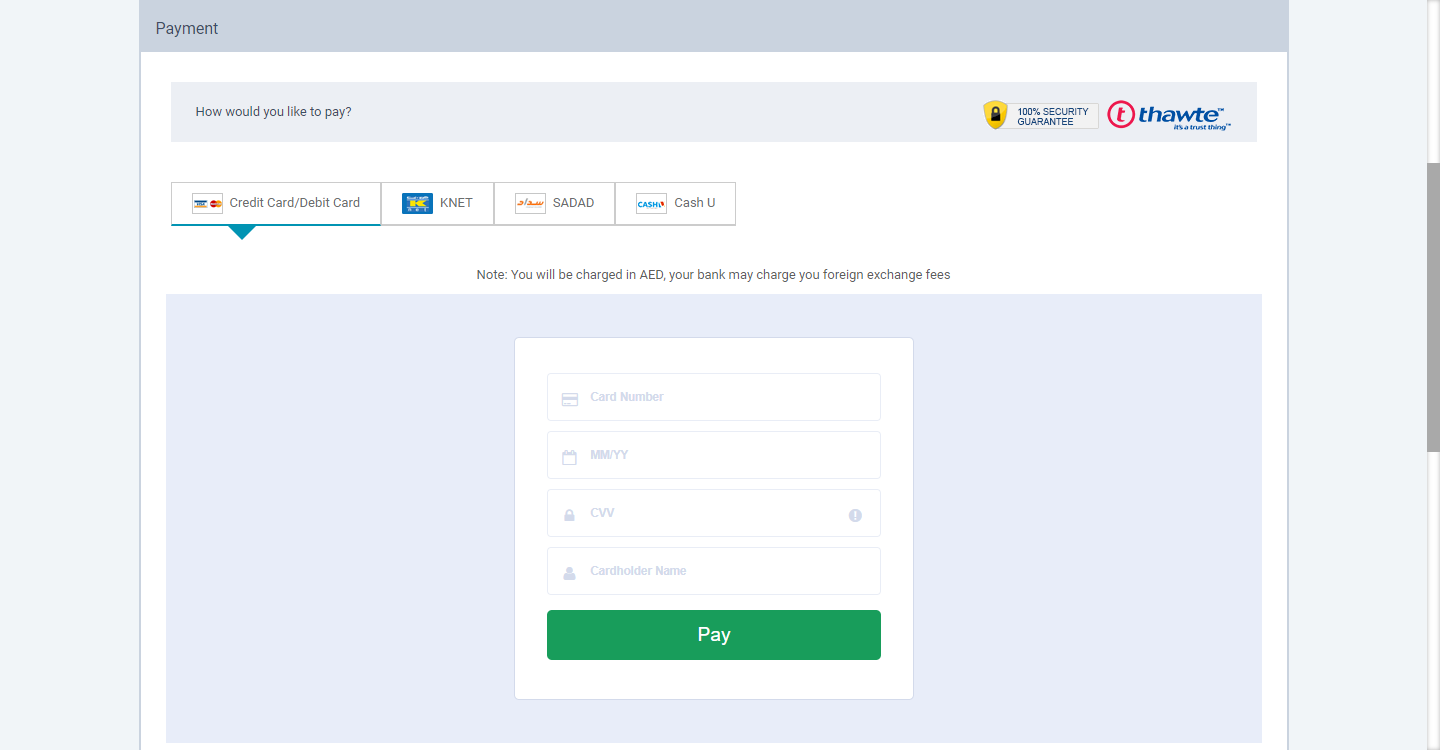 Payment
How would you like to pay?
100% SECURITY
GUARANTEE
thawte™
it's a trust thing™
Credit Card/Debit Card
KNET
سداد
SADAD
CASHU
Cash U
Note: You will be charged in AED, your bank may charge you foreign exchange fees
Card Number
MM/YY
CVV
Cardholder Name
Pay